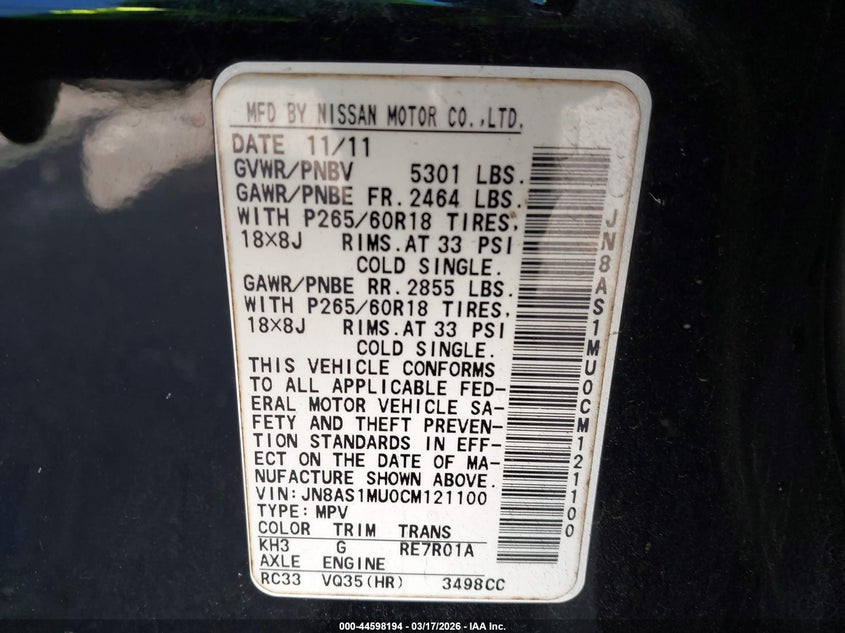 MFD BY NISSAN MOTOR CO.,LTD.
DATE 11/11
GVWR/PNBV 5301 LBS.
GAWR/PNBE FR. 2464 LBS.
WITH P265/60R18 TIRES,
18×8J RIMS.AT 33 PSI
COLD SINGLE.
GAWR/PNBE RR. 2855 LBS.
WITH P265/60R18 TIRES,
18×8J RIMS.AT 33 PSI
COLD SINGLE.
THIS VEHICLE CONFORMS
TO ALL APPLICABLE FED-
ERAL MOTOR VEHICLE SA-
FETY AND THEFT PREVEN-
TION STANDARDS IN EFF-
ECT ON THE DATE OF MA-
NUFACTURE SHOWN ABOVE.
VIN:JN8AS1MU0CM121100
TYPE:MPV
COLOR TRIM TRANS
KH3 G RE7R01A
AXLE ENGINE
RC33 VQ35(HR) 3498CC
JN8AS1MU0CM121100
000-44598194 - 03/17/2026 - IAA Inc.